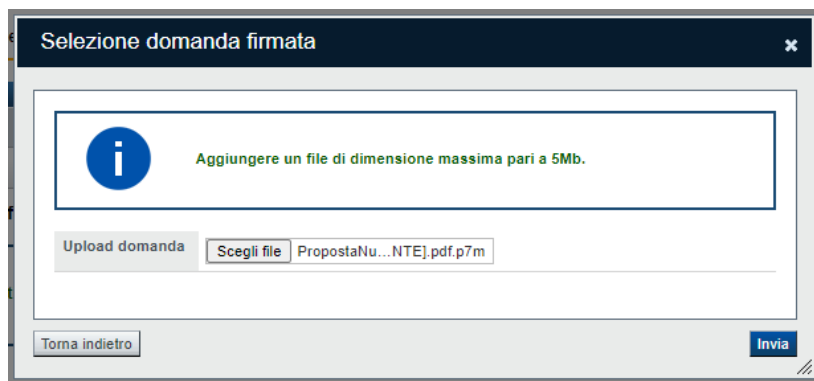 Selezione domanda firmata
Aggiungere un file di dimensione massima pari a 5Mb.
Upload domanda
Scegli file PropostaNu...NTE].pdf.p7m
Torna indietro
Invia